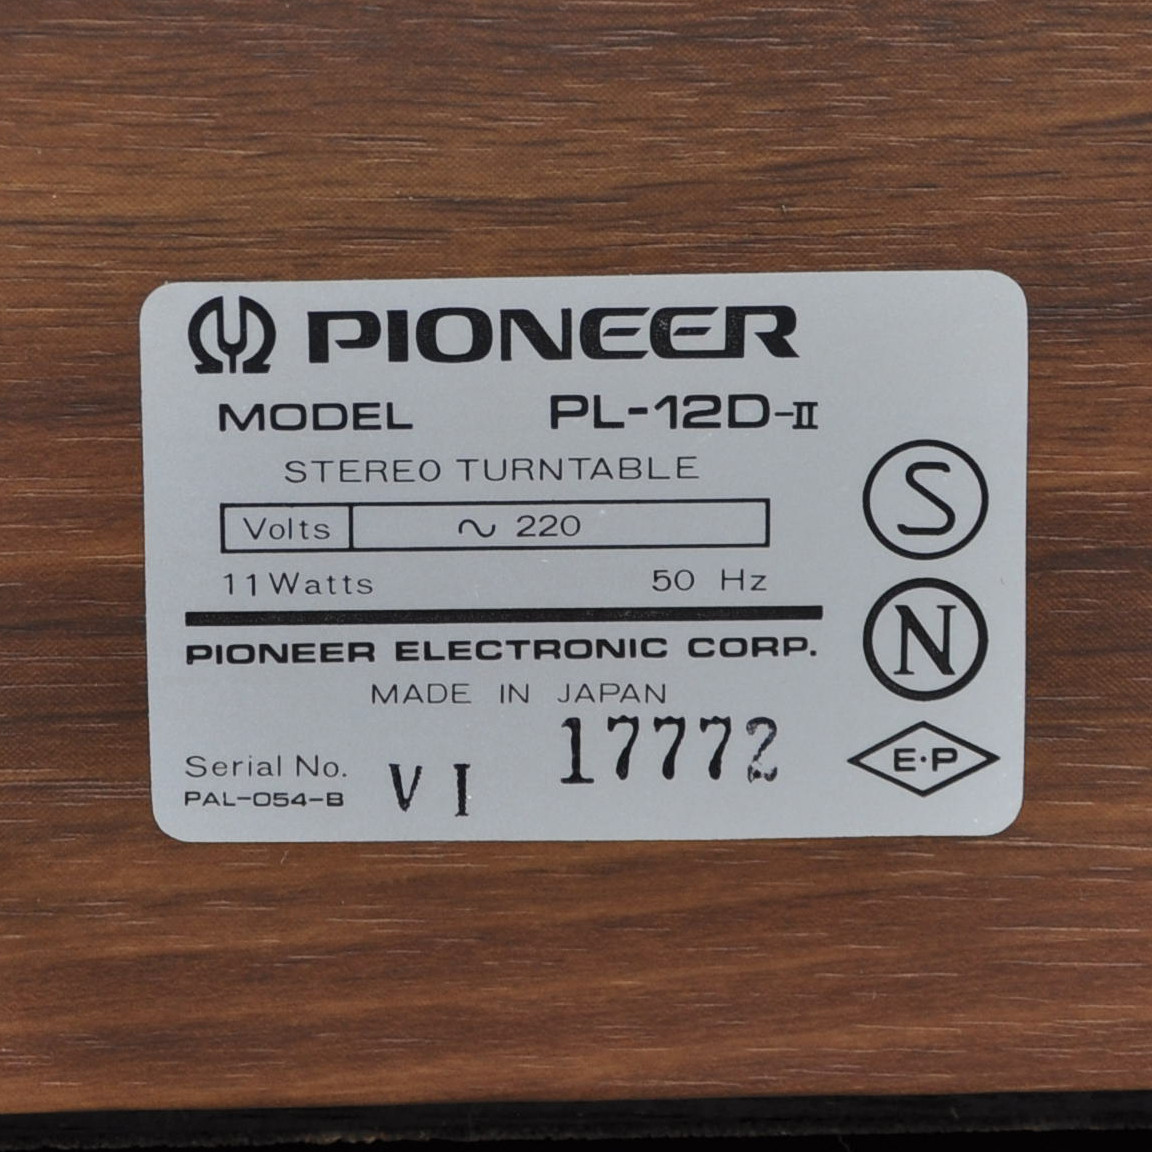 PIONEER
MODEL PL-12D-II
STEREO TURNTABLE
Volts ~ 220
11 Watts 50 Hz
PIONEER ELECTRONIC CORP.
MADE IN JAPAN
Serial No. VI 17772
PAL-054-B
S
N
E·P